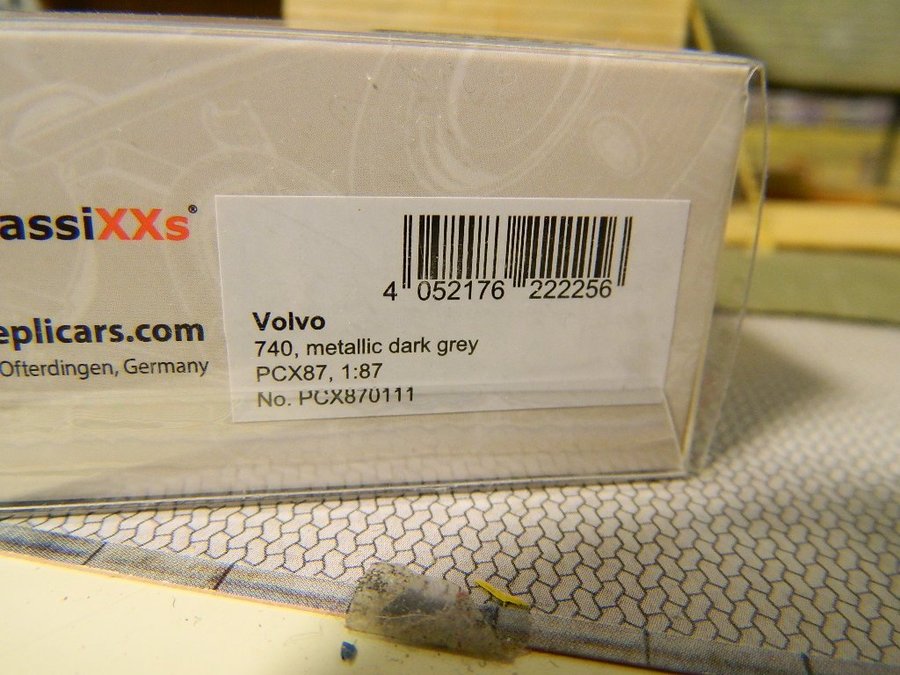 assiXXs®
eplicars.com
Ofterdingen, Germany
4 052176 222256
Volvo
740, metallic dark grey
PCX87, 1:87
No. PCX870111